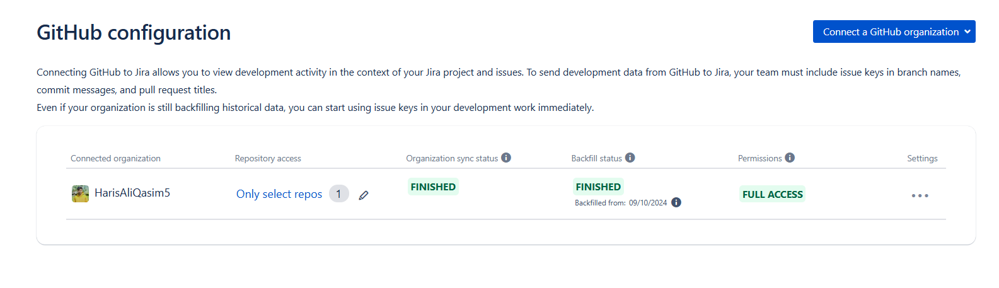 GitHub configuration
Connect a GitHub organization
Connecting GitHub to Jira allows you to view development activity in the context of your Jira project and issues. To send development data from GitHub to Jira, your team must include issue keys in branch names,
commit messages, and pull request titles.
Even if your organization is still backfilling historical data, you can start using issue keys in your development work immediately.
Connected organization Repository access Organization sync status Backfill status Permissions Settings
HarisAliQasim5 Only select repos 1 FINISHED FINISHED FULL ACCESS
Backfilled from: 09/10/2024